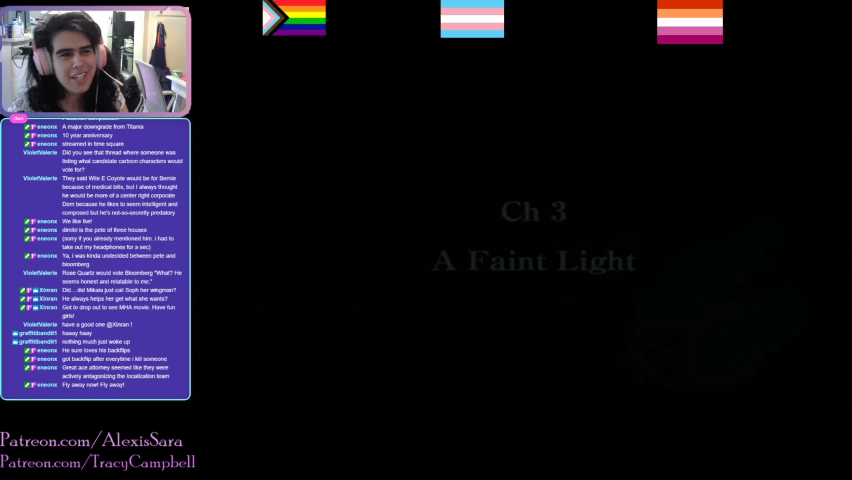 Chat
A major downgrade from Titania
eneonx
10 year anniversary
eneonx
streamed in time square
eneonx
VioletValerie Did you see that thread where someone was
listing what candidate cartoon characters would
vote for?
VioletValerie They said Wile E Coyote would be for Bernie
because of medical bills, but I always thought
he would be more of a center right corporate
Dem because he likes to seem intelligent and
composed but he's not-so-secretly predatory
eneonx We like Ike!
eneonx dimitri is the pete of three houses
eneonx (sorry if you already mentioned him. i had to
take out my headphones for a sec)
eneonx Ya, i was kinda undecided between pete and
bloomberg
VioletValerie Rose Quartz would vote Bloomberg "What? He
seems honest and relatable to me."
Xinran Did... did Mikaia just call Soph her wingman?
Xinran He always helps her get what she wants?
Xinran Got to drop out to see MHA movie. Have fun
girls!
VioletValerie have a good one @Xinran !
graffitibandit1 haaay haay
graffitibandit1 nothing much just woke up
eneonx He sure loves his backflips
eneonx got backflip after everytime i kill someone
eneonx Great ace attorney seemed like they were
actively antagonizing the localization team
eneonx Fly away now! Fly away!
Ch 3
A Faint Light
Patreon.com/AlexisSara
Patreon.com/TracyCampbell